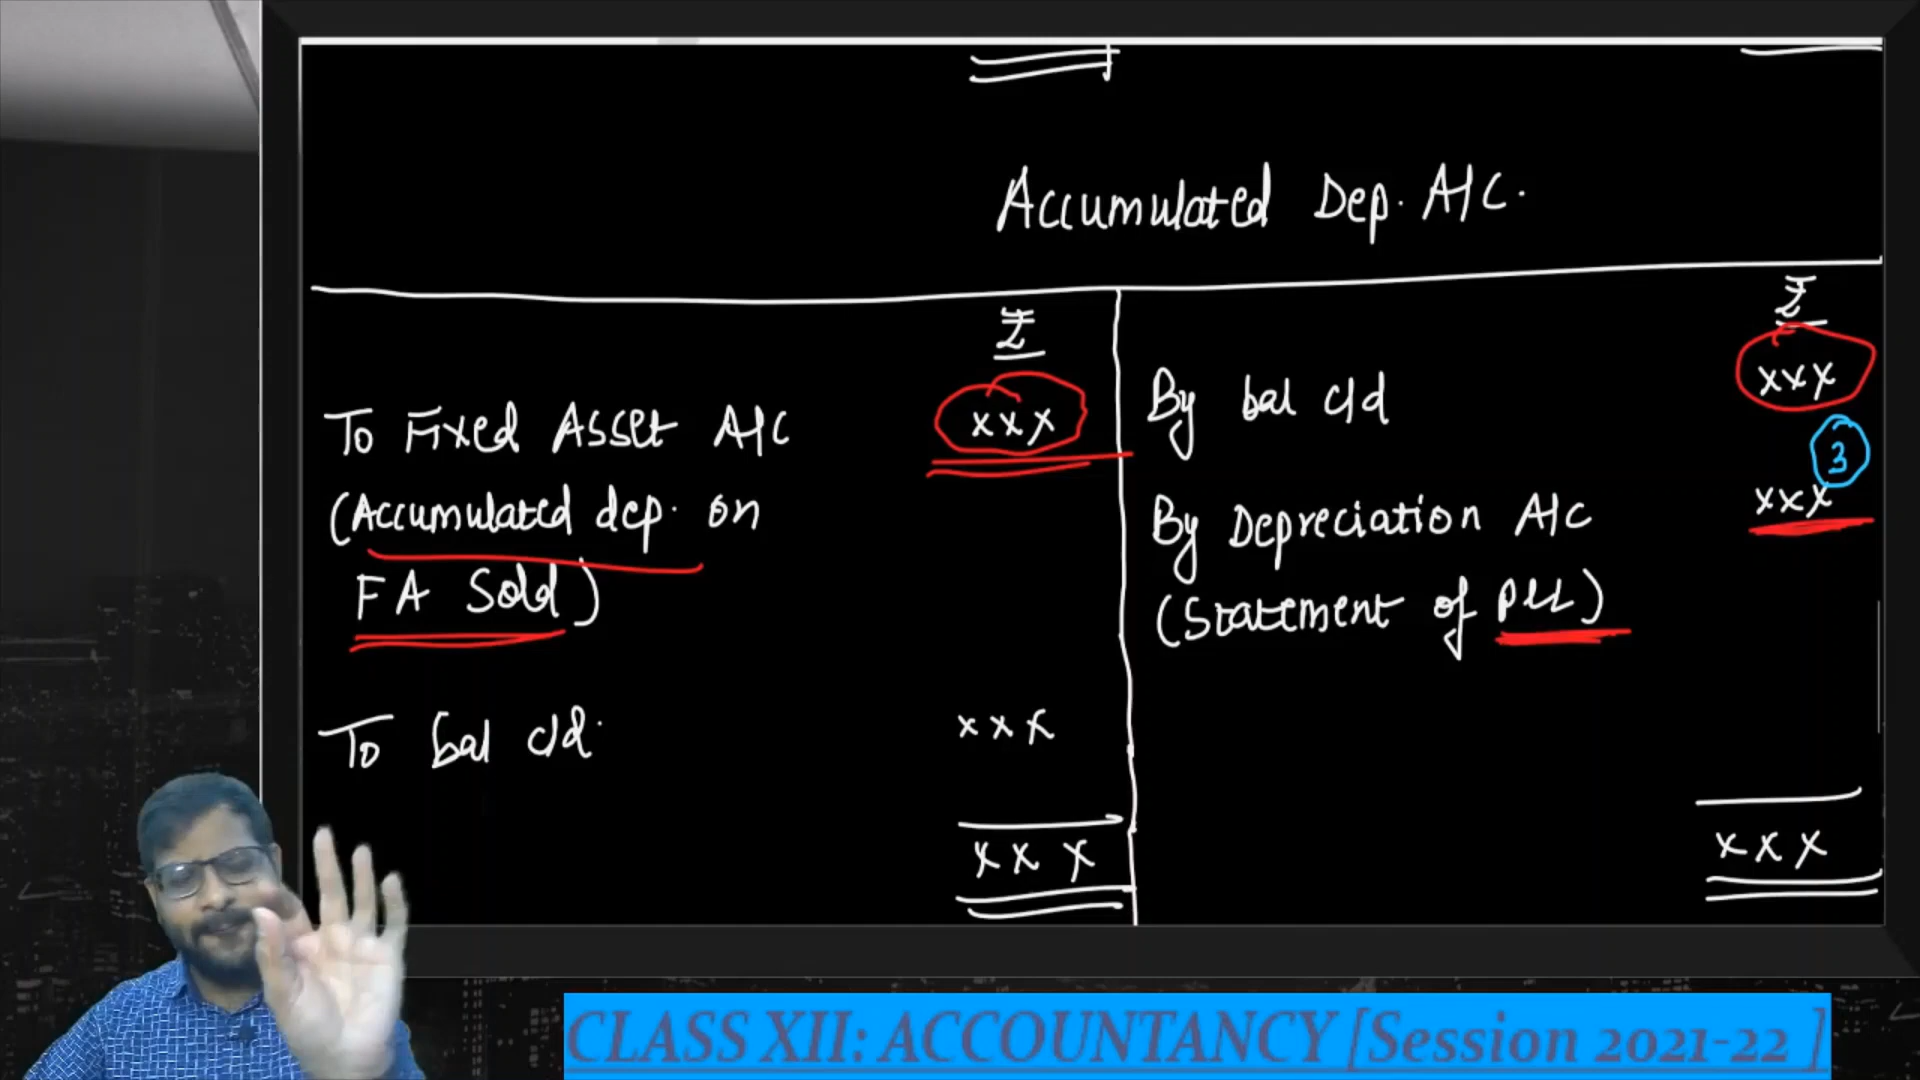 Accumulated Dep. A/C.
₹
₹
To Fixed Asset A/C xxx
(Accumulated dep. on
FA Sold)
To bal c/d. xxx
xxx
By bal c/d xxx
3
By Depreciation A/C xxx
(Statement of P&L)
xxx
CLASS XII: ACCOUNTANCY [Session 2021-22 ]